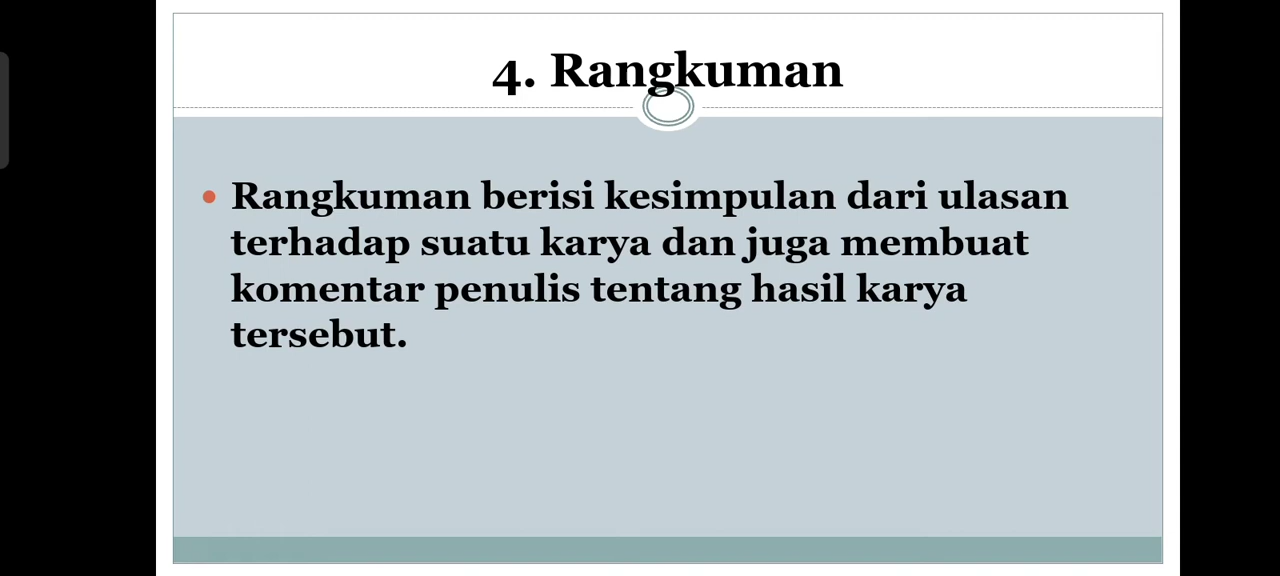 4. Rangkuman
Rangkuman berisi kesimpulan dari ulasan
terhadap suatu karya dan juga membuat
komentar penulis tentang hasil karya
tersebut.